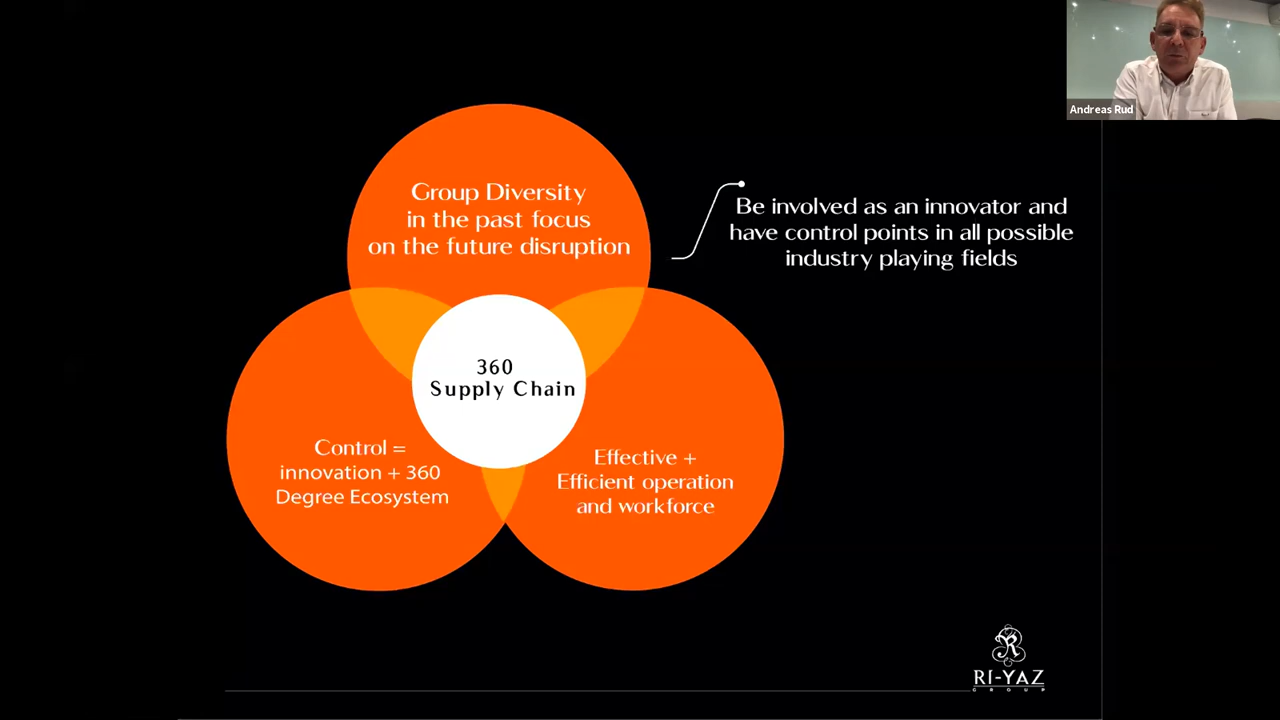 Andreas Rud
Group Diversity
in the past focus
on the future disruption
Be involved as an innovator and
have control points in all possible
industry playing fields
360
Supply Chain
Control =
innovation + 360
Degree Ecosystem
Effective +
Efficient operation
and workforce
R
RI-YAZ
GROUP